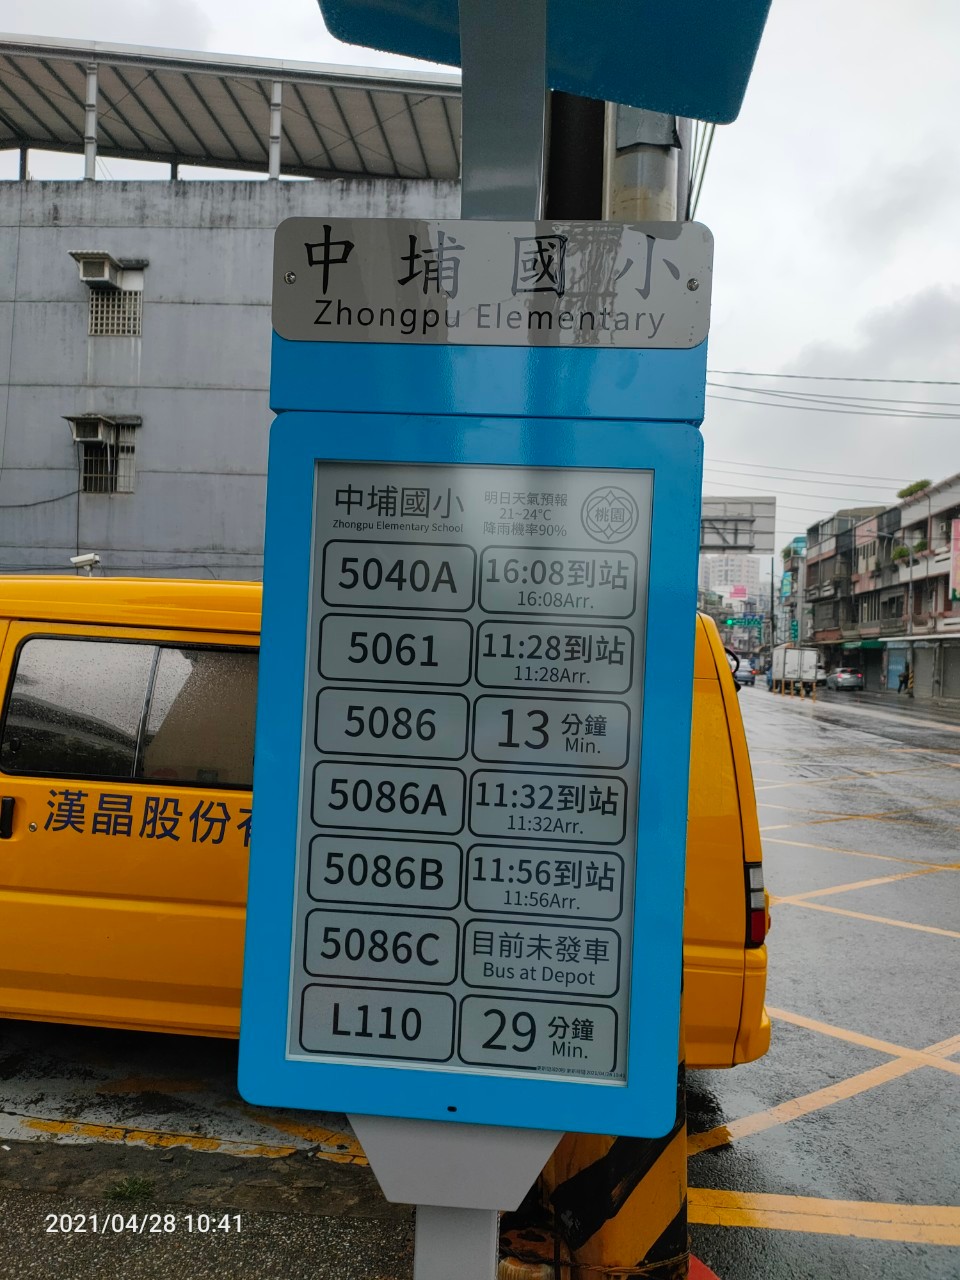 中埔國小
Zhongpu Elementary
中埔國小
Zhongpu Elementary School
明日天氣預報
21~24°C
降雨機率90%
桃園
5040A
16:08到站
16:08Arr.
5061
11:28到站
11:28Arr.
5086
13 分鐘
Min.
5086A
11:32到站
11:32Arr.
5086B
11:56到站
11:56Arr.
5086C
目前未發車
Bus at Depot
L110
29 分鐘
Min.
漢晶股份有
2021/04/28 10:41